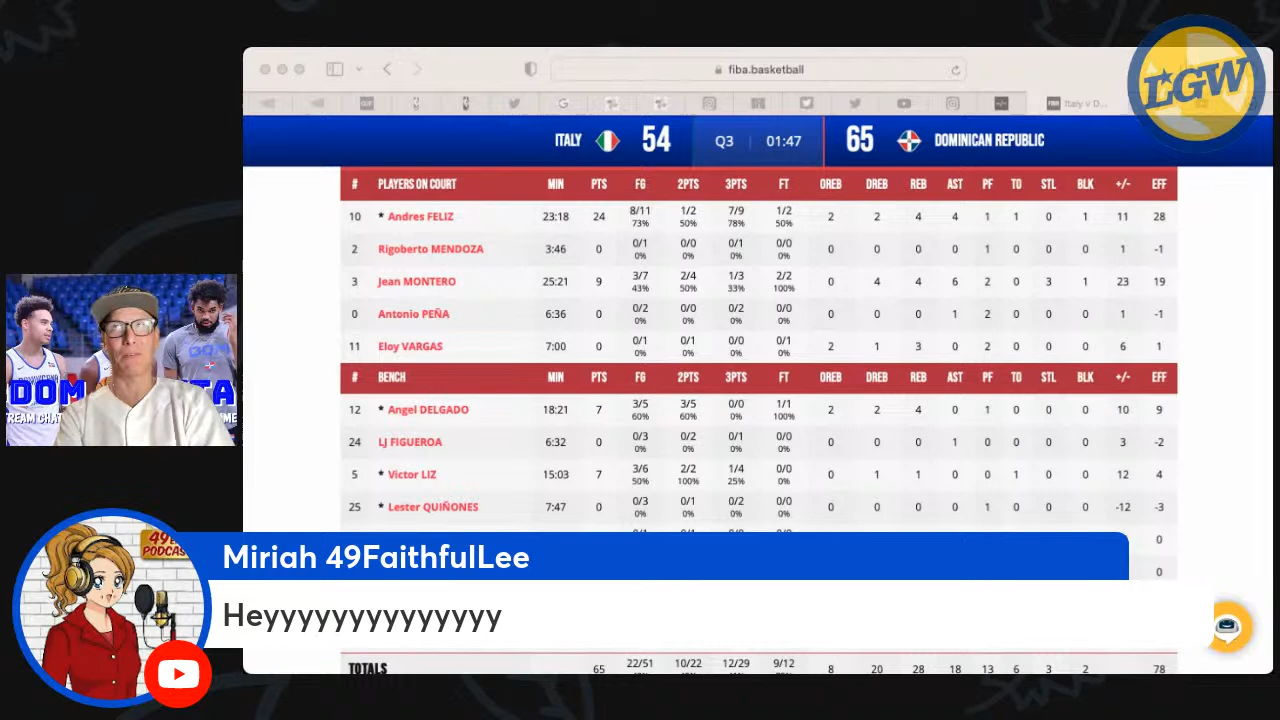 fiba.basketball
LGW
Italy v D...
ITALY 54 Q3 01:47 65 DOMINICAN REPUBLIC
# PLAYERS ON COURT MIN PTS FG 2PTS 3PTS FT OREB DREB REB AST PF TO STL BLK +/- EFF
10 * Andres FELIZ 23:18 24 8/11 1/2 7/9 1/2 2 2 4 4 1 1 0 1 11 28
73% 50% 78% 50%
2 Rigoberto MENDOZA 3:46 0 0/1 0/0 0/1 0/0 0 0 0 0 1 0 0 0 1 -1
0% 0% 0% 0%
3 Jean MONTERO 25:21 9 3/7 2/4 1/3 2/2 0 4 4 6 2 0 3 1 23 19
43% 50% 33% 100%
0 Antonio PEÑA 6:36 0 0/2 0/0 0/2 0/0 0 0 0 1 2 0 0 0 1 -1
0% 0% 0% 0%
11 Eloy VARGAS 7:00 0 0/1 0/1 0/0 0/1 2 1 3 0 2 0 0 0 6 1
0% 0% 0% 0%
# BENCH MIN PTS FG 2PTS 3PTS FT OREB DREB REB AST PF TO STL BLK +/- EFF
12 * Angel DELGADO 18:21 7 3/5 3/5 0/0 1/1 2 2 4 0 1 0 0 0 10 9
60% 60% 0% 100%
24 LJ FIGUEROA 6:32 0 0/3 0/2 0/1 0/0 0 0 0 1 0 0 0 0 3 -2
0% 0% 0% 0%
5 * Victor LIZ 15:03 7 3/6 2/2 1/4 0/0 0 1 1 0 0 1 0 0 12 4
50% 100% 25% 0%
25 * Lester QUIÑONES 7:47 0 0/3 0/1 0/2 0/0 0 0 0 0 1 0 0 0 -12 -3
0% 0% 0% 0%
0
0
TOTALS 65 22/51 10/22 12/29 9/12 8 20 28 18 13 6 3 2 78
DOM
TREAM CHAT
Miriah 49FaithfulLee
Heyyyyyyyyyyyyyy